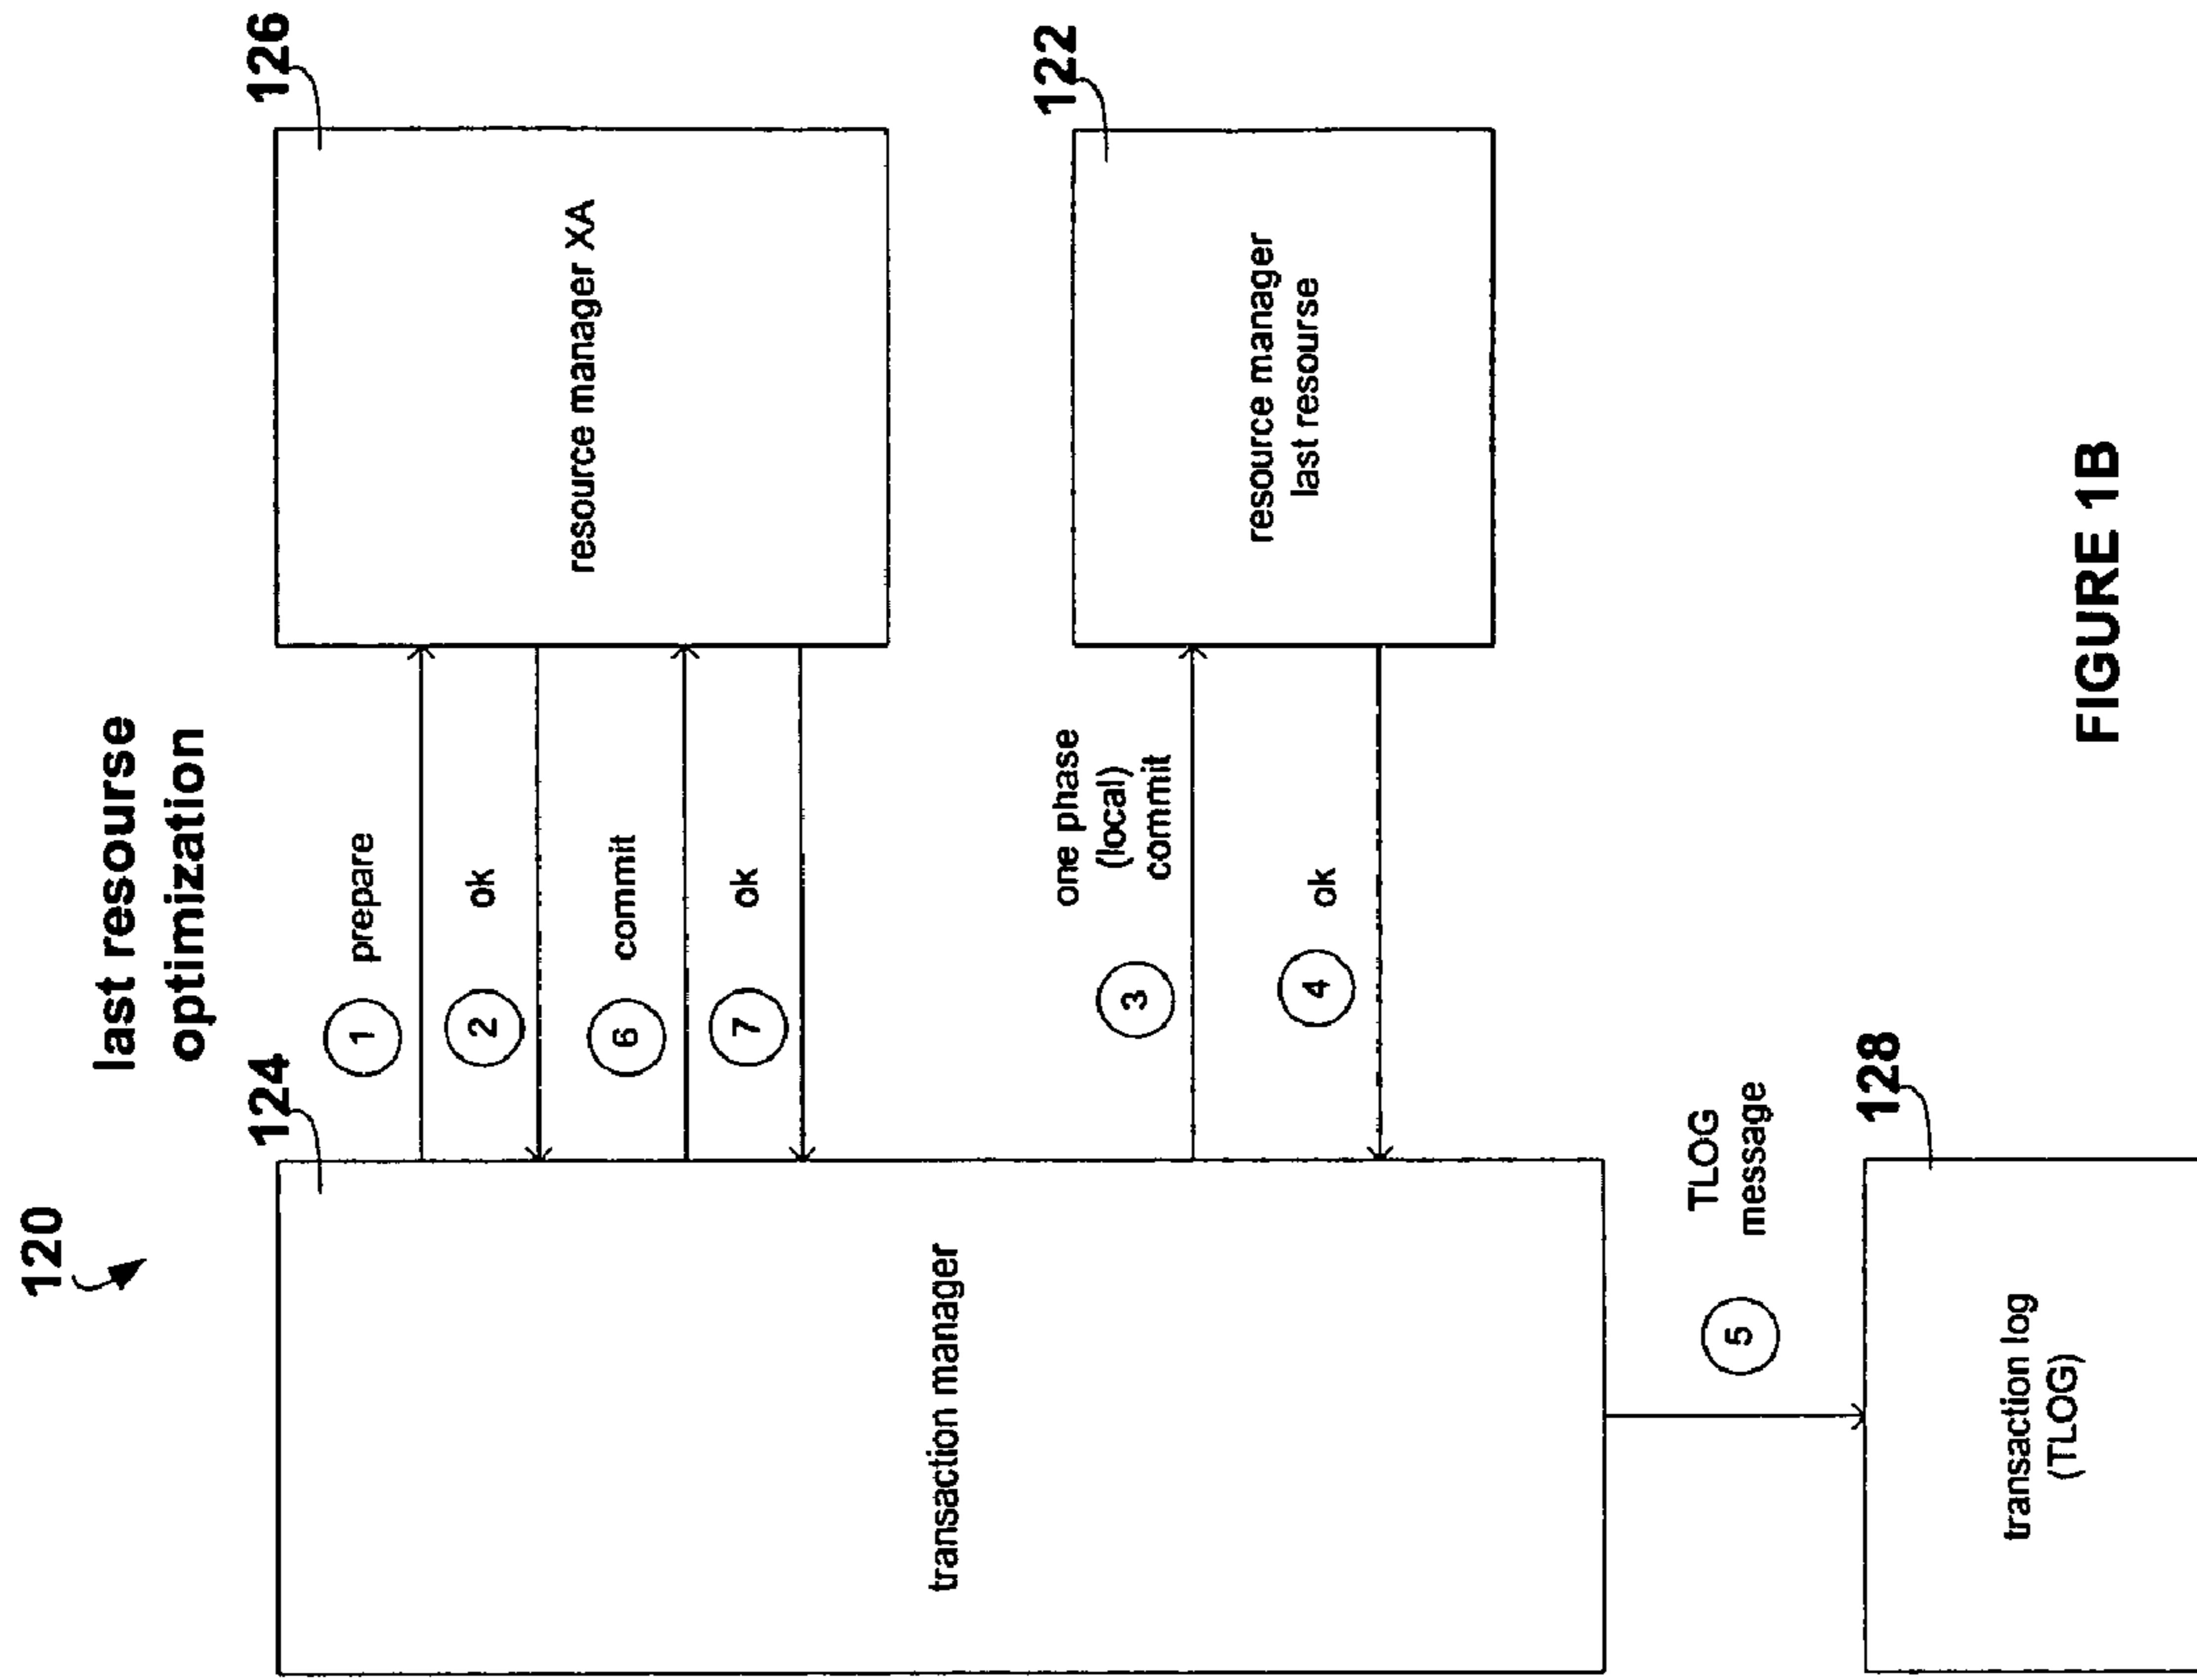 120
last resourse
optimization
124
126
1 prepare
2 ok
6 commit
7 ok
transaction manager
resource manager XA
one phase
(local)
commit
3
4 ok
122
resource manager
last resourse
TLOG
message
5
128
transaction log
(TLOG)
FIGURE 1B